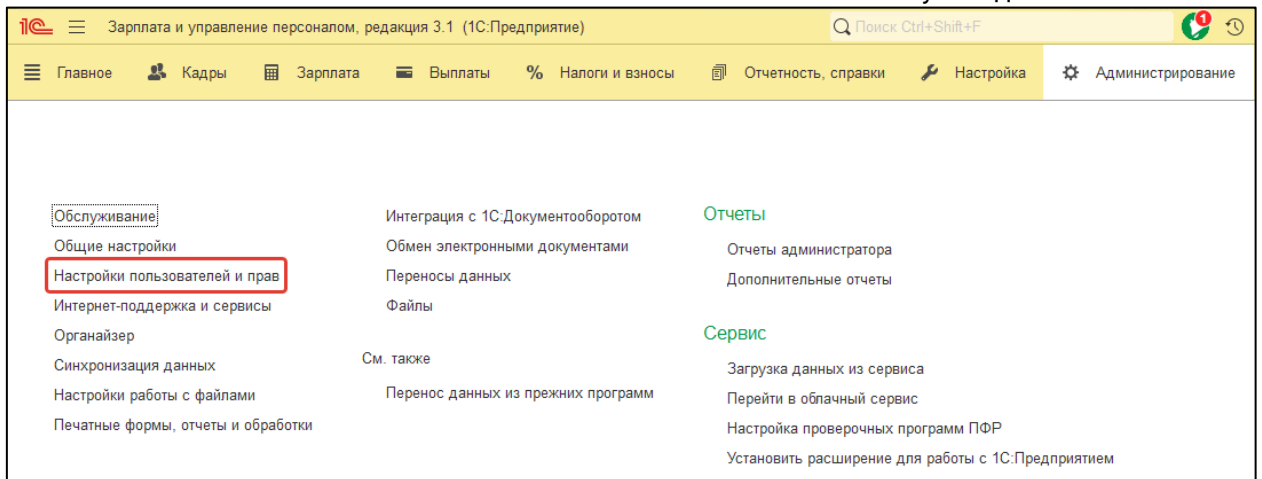 1С Зарплата и управление персоналом, редакция 3.1 (1С:Предприятие) Поиск Ctrl+Shift+F 1
Главное Кадры Зарплата Выплаты % Налоги и взносы Отчетность, справки Настройка Администрирование
Обслуживание
Общие настройки
Настройки пользователей и прав
Интернет-поддержка и сервисы
Органайзер
Синхронизация данных
Настройки работы с файлами
Печатные формы, отчеты и обработки
Интеграция с 1С:Документооборотом
Обмен электронными документами
Переносы данных
Файлы
См. также
Перенос данных из прежних программ
Отчеты
Отчеты администратора
Дополнительные отчеты
Сервис
Загрузка данных из сервиса
Перейти в облачный сервис
Настройка проверочных программ ПФР
Установить расширение для работы с 1С:Предприятием